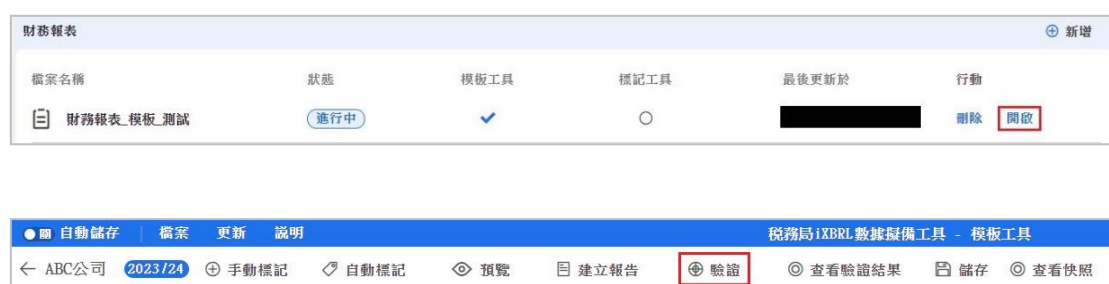 財務報表 新增
檔案名稱 狀態 模板工具 標記工具 最後更新於 行動
財務報表_模板_測試 進行中 刪除 開啟
關 自動儲存 檔案 更新 說明 稅務局iXBRL數據擬備工具 - 模板工具
ABC公司 2023/24 手動標記 自動標記 預覽 建立報告 驗證 查看驗證結果 儲存 查看快照